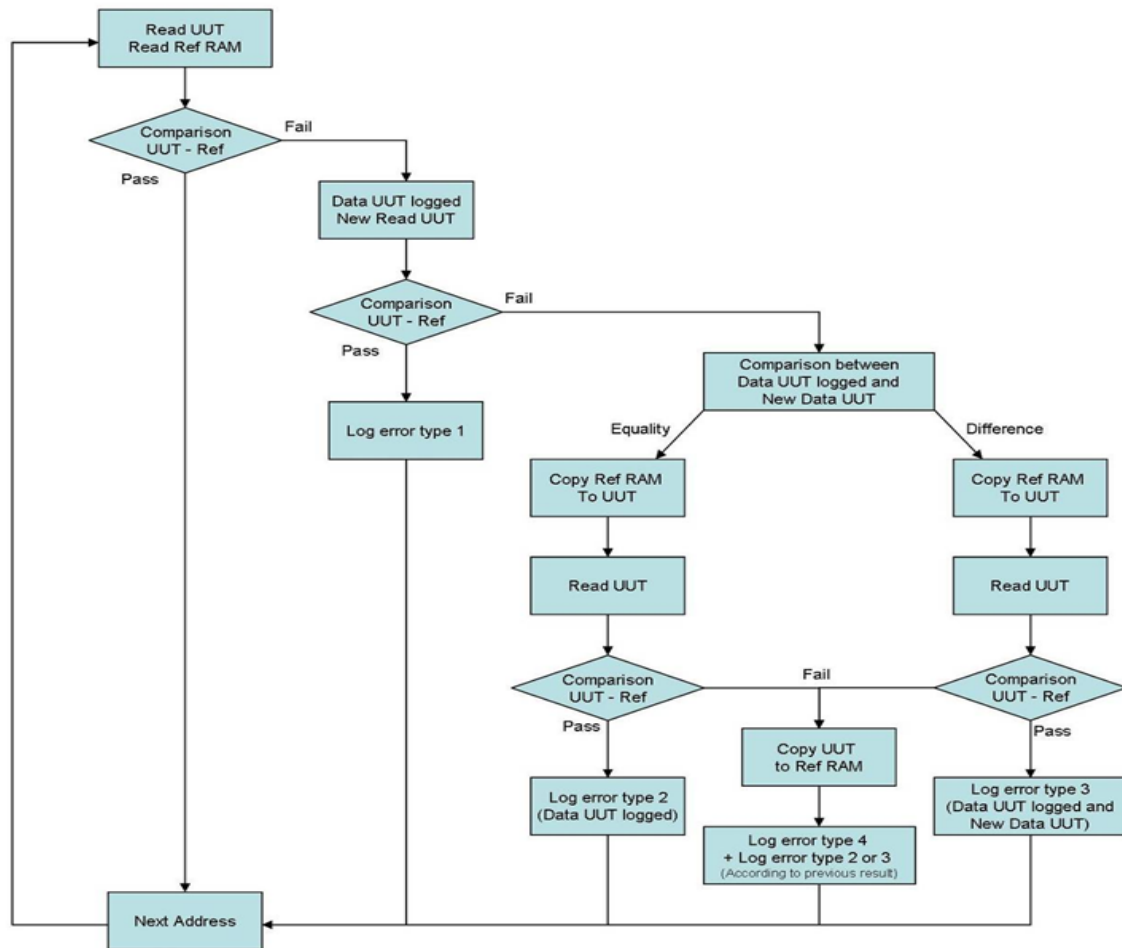 Read UUT
Read Ref RAM
Comparison
UUT - Ref
Fail
Pass
Data UUT logged
New Read UUT
Comparison
UUT - Ref
Fail
Pass
Log error type 1
Comparison between
Data UUT logged and
New Data UUT
Equality
Difference
Copy Ref RAM
To UUT
Copy Ref RAM
To UUT
Read UUT
Read UUT
Comparison
UUT - Ref
Fail
Comparison
UUT - Ref
Pass
Pass
Copy UUT
to Ref RAM
Log error type 2
(Data UUT logged)
Log error type 3
(Data UUT logged and
New Data UUT)
Log error type 4
+ Log error type 2 or 3
(According to previous result)
Next Address